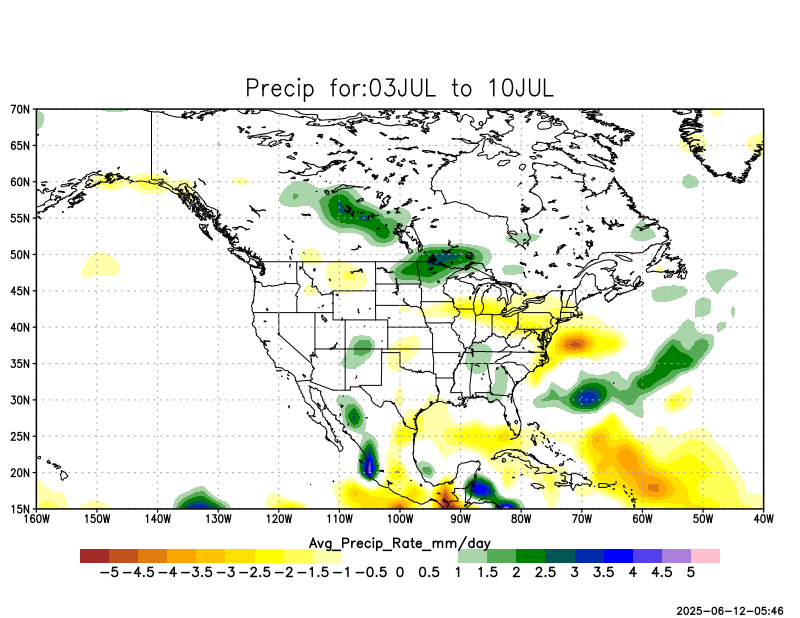 Precip for:03JUL to 10JUL
70N
65N
60N
55N
50N
45N
40N
35N
30N
25N
20N
15N
160W 150W 140W 130W 120W 110W 100W 90W 80W 70W 60W 50W 40W
Avg_Precip_Rate_mm/day
-5 -4.5 -4 -3.5 -3 -2.5 -2 -1.5 -1 -0.5 0 0.5 1 1.5 2 2.5 3 3.5 4 4.5 5
2025-06-12-05:46